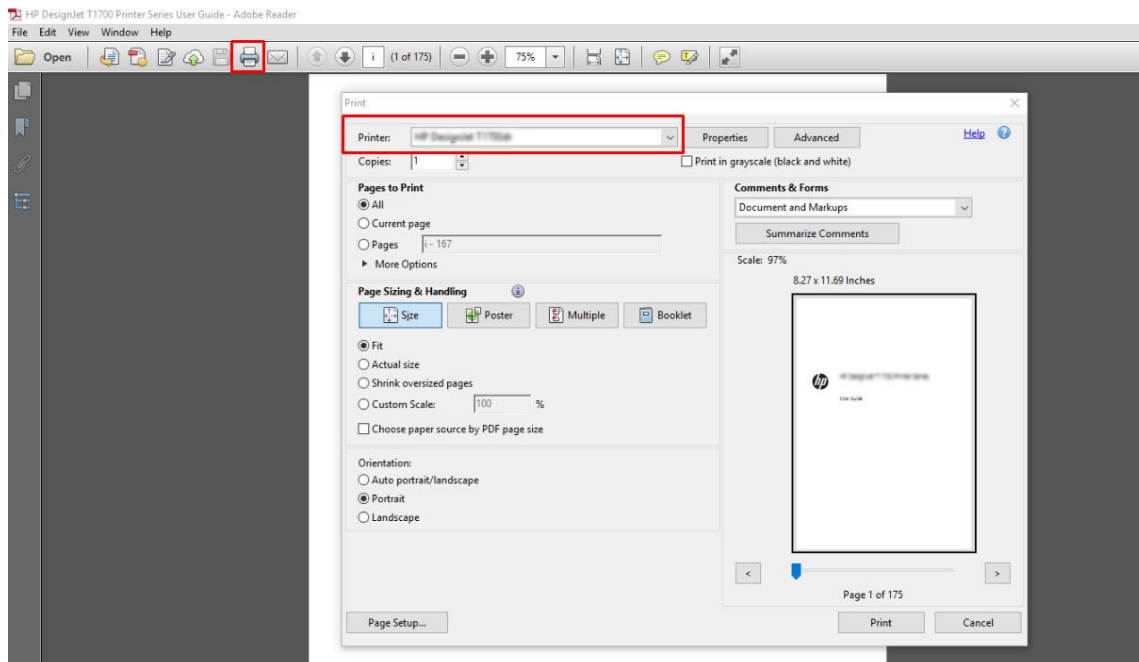 HP DesignJet T1700 Printer Series User Guide - Adobe Reader
File Edit View Window Help
Open i (1 of 175) 75%
Print
Printer: Properties Advanced Help
Copies: 1 Print in grayscale (black and white)
Pages to Print
All
Current page
Pages i - 167
More Options
Comments & Forms
Document and Markups
Summarize Comments
Page Sizing & Handling
Size Poster Multiple Booklet
Fit
Actual size
Shrink oversized pages
Custom Scale: 100 %
Choose paper source by PDF page size
Orientation:
Auto portrait/landscape
Portrait
Landscape
Scale: 97%
8.27 x 11.69 Inches
hp
User Guide
< >
Page 1 of 175
Page Setup... Print Cancel